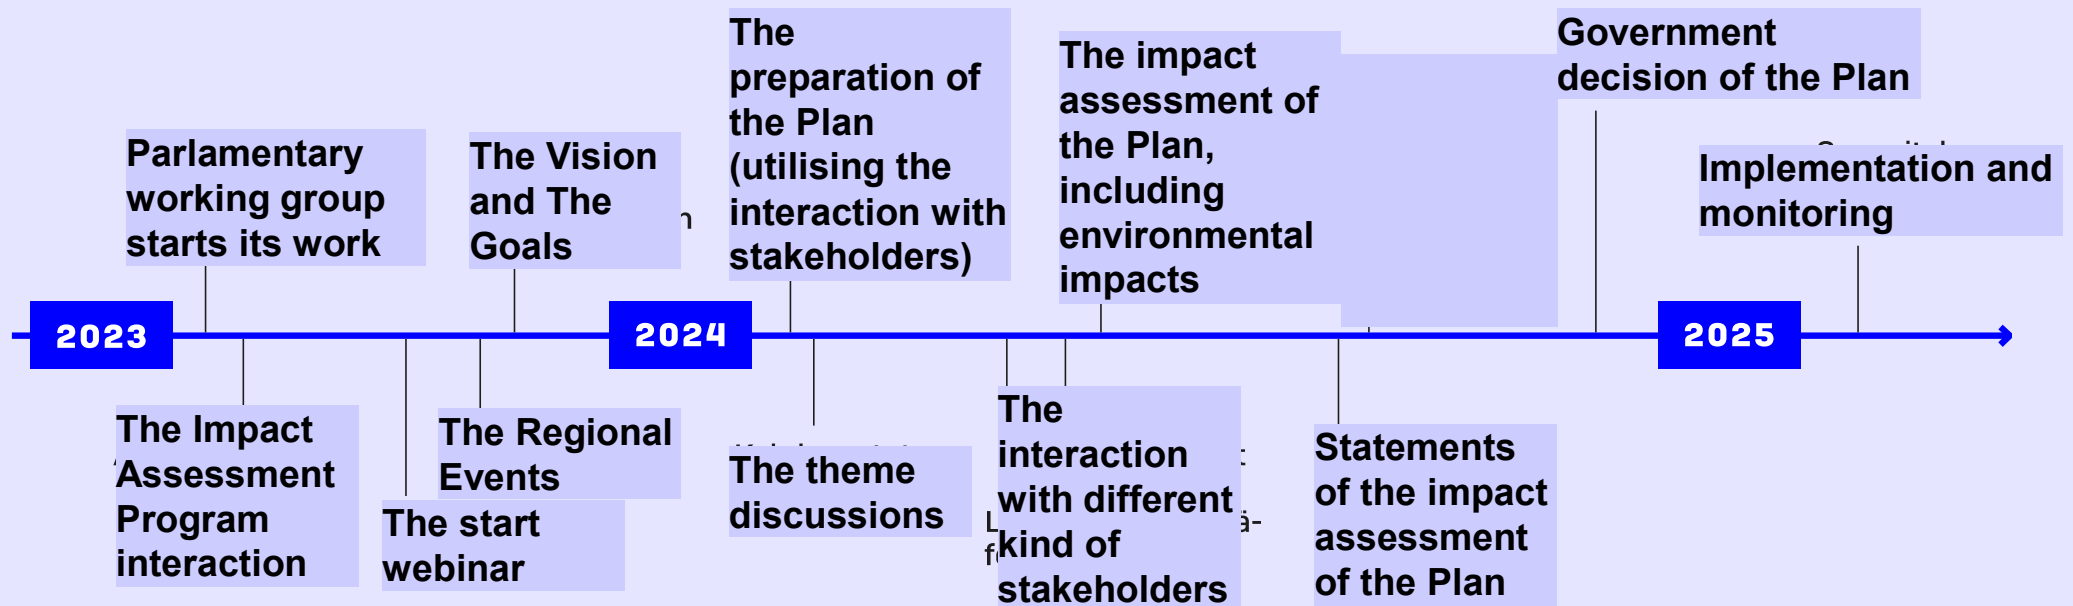 Parlamentary
working group
starts its work
The Vision
and The
Goals
The
preparation of
the Plan
(utilising the
interaction with
stakeholders)
The impact
assessment of
the Plan,
including
environmental
impacts
Government
decision of the Plan
Implementation and
monitoring
2023
2024
2025
The Impact
Assessment
Program
interaction
The start
webinar
The Regional
Events
The theme
discussions
The
interaction
with different
kind of
stakeholders
Statements
of the impact
assessment
of the Plan